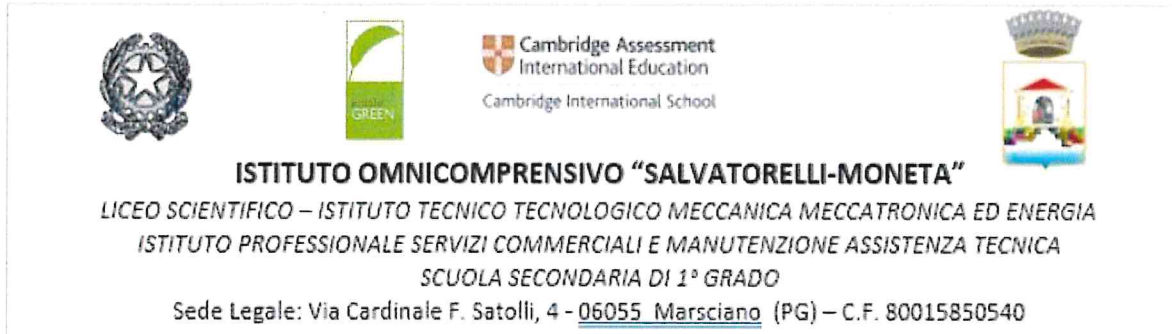 Cambridge Assessment
International Education
Cambridge International School
GREEN
ISTITUTO OMNICOMPRENSIVO “SALVATORELLI-MONETA”
LICEO SCIENTIFICO – ISTITUTO TECNICO TECNOLOGICO MECCANICA MECCATRONICA ED ENERGIA
ISTITUTO PROFESSIONALE SERVIZI COMMERCIALI E MANUTENZIONE ASSISTENZA TECNICA
SCUOLA SECONDARIA DI 1° GRADO
Sede Legale: Via Cardinale F. Satolli, 4 - 06055 Marsciano (PG) – C.F. 80015850540